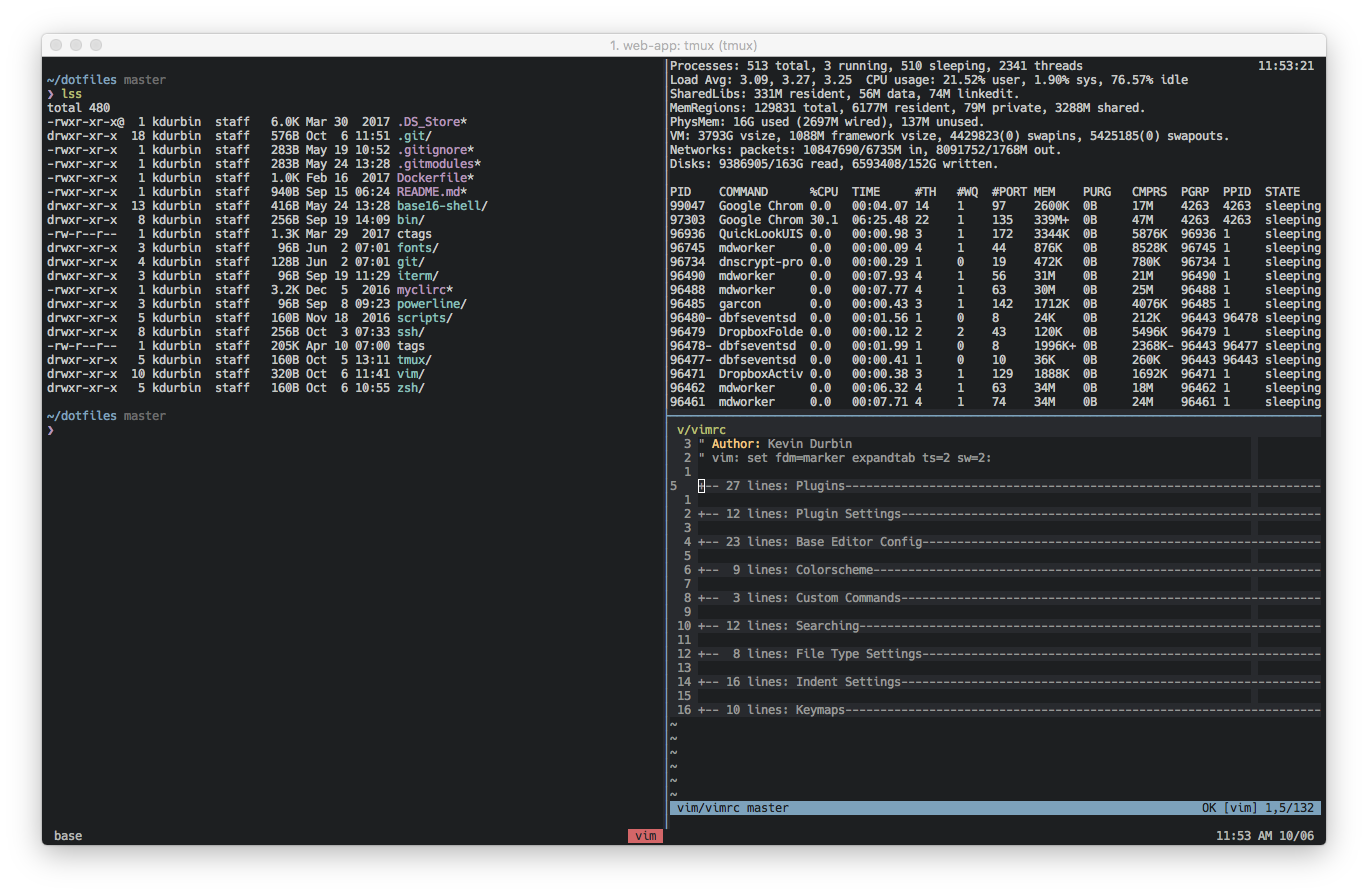 1. web-app: tmux (tmux)
~/dotfiles master
❯ lss
total 480
-rwxr-xr-x@  1 kdurbin  staff   6.0K Mar 30  2017 .DS_Store*
drwxr-xr-x  18 kdurbin  staff   576B Oct  6 11:51 .git/
-rwxr-xr-x   1 kdurbin  staff   283B May 19 10:52 .gitignore*
-rwxr-xr-x   1 kdurbin  staff   283B May 24 13:28 .gitmodules*
-rwxr-xr-x   1 kdurbin  staff   1.0K Feb 16  2017 Dockerfile*
-rwxr-xr-x   1 kdurbin  staff   940B Sep 15 06:24 README.md*
drwxr-xr-x  13 kdurbin  staff   416B May 24 13:28 base16-shell/
drwxr-xr-x   8 kdurbin  staff   256B Sep 19 14:09 bin/
-rw-r--r--   1 kdurbin  staff   1.3K Mar 29  2017 ctags
drwxr-xr-x   3 kdurbin  staff    96B Jun  2 07:01 fonts/
drwxr-xr-x   4 kdurbin  staff   128B Jun  2 07:01 git/
drwxr-xr-x   3 kdurbin  staff    96B Sep 19 11:29 iterm/
-rwxr-xr-x   1 kdurbin  staff   3.2K Dec  5  2016 myclirc*
drwxr-xr-x   3 kdurbin  staff    96B Sep  8 09:23 powerline/
drwxr-xr-x   5 kdurbin  staff   160B Nov 18  2016 scripts/
drwxr-xr-x   8 kdurbin  staff   256B Oct  3 07:33 ssh/
-rw-r--r--   1 kdurbin  staff   205K Apr 10 07:00 tags
drwxr-xr-x   5 kdurbin  staff   160B Oct  5 13:11 tmux/
drwxr-xr-x  10 kdurbin  staff   320B Oct  6 11:41 vim/
drwxr-xr-x   5 kdurbin  staff   160B Oct  6 10:55 zsh/
~/dotfiles master
❯
Processes: 513 total, 3 running, 510 sleeping, 2341 threads 11:53:21
Load Avg: 3.09, 3.27, 3.25  CPU usage: 21.52% user, 1.90% sys, 76.57% idle
SharedLibs: 331M resident, 56M data, 74M linkedit.
MemRegions: 129831 total, 6177M resident, 79M private, 3288M shared.
PhysMem: 16G used (2697M wired), 137M unused.
VM: 3793G vsize, 1088M framework vsize, 4429823(0) swapins, 5425185(0) swapouts.
Networks: packets: 10847690/6735M in, 8091752/1768M out.
Disks: 9386905/163G read, 6593408/152G written.
PID    COMMAND      %CPU  TIME     #TH   #WQ  #PORT MEM    PURG   CMPRS  PGRP  PPID  STATE
99047  Google Chrom 0.0   00:04.07 14    1    97    2600K  0B     17M    4263  4263  sleeping
97303  Google Chrom 30.1  06:25.48 22    1    135   339M+  0B     47M    4263  4263  sleeping
96936  QuickLookUIS 0.0   00:00.98 3     1    172   3344K  0B     5876K  96936 1     sleeping
96745  mdworker     0.0   00:00.09 4     1    44    876K   0B     8528K  96745 1     sleeping
96734  dnscrypt-pro 0.0   00:00.29 1     0    19    472K   0B     780K   96734 1     sleeping
96490  mdworker     0.0   00:07.93 4     1    56    31M    0B     21M    96490 1     sleeping
96488  mdworker     0.0   00:07.77 4     1    63    30M    0B     25M    96488 1     sleeping
96485  garcon       0.0   00:00.43 3     1    142   1712K  0B     4076K  96485 1     sleeping
96480- dbfseventsd  0.0   00:01.56 1     0    8     24K    0B     212K   96443 96478 sleeping
96479  DropboxFolde 0.0   00:00.12 2     2    43    120K   0B     5496K  96479 1     sleeping
96478- dbfseventsd  0.0   00:01.99 1     0    8     1996K+ 0B     2368K- 96443 96477 sleeping
96477- dbfseventsd  0.0   00:00.41 1     0    10    36K    0B     260K   96443 96443 sleeping
96471  DropboxActiv 0.0   00:00.38 3     1    129   1888K  0B     1692K  96471 1     sleeping
96462  mdworker     0.0   00:06.32 4     1    63    34M    0B     18M    96462 1     sleeping
96461  mdworker     0.0   00:07.71 4     1    74    34M    0B     24M    96461 1     sleeping
v/vimrc
3 " Author: Kevin Durbin
2 " vim: set fdm=marker expandtab ts=2 sw=2:
1
5   +-- 27 lines: Plugins--------------------------------------------------------------------
1
2 +-- 12 lines: Plugin Settings------------------------------------------------------------
3
4 +-- 23 lines: Base Editor Config---------------------------------------------------------
5
6 +--  9 lines: Colorscheme----------------------------------------------------------------
7
8 +--  3 lines: Custom Commands------------------------------------------------------------
9
10 +-- 12 lines: Searching------------------------------------------------------------------
11
12 +--  8 lines: File Type Settings---------------------------------------------------------
13
14 +-- 16 lines: Indent Settings------------------------------------------------------------
15
16 +-- 10 lines: Keymaps--------------------------------------------------------------------
~
~
~
~
~
~
vim/vimrc master OK [vim] 1,5/132
base vim 11:53 AM 10/06